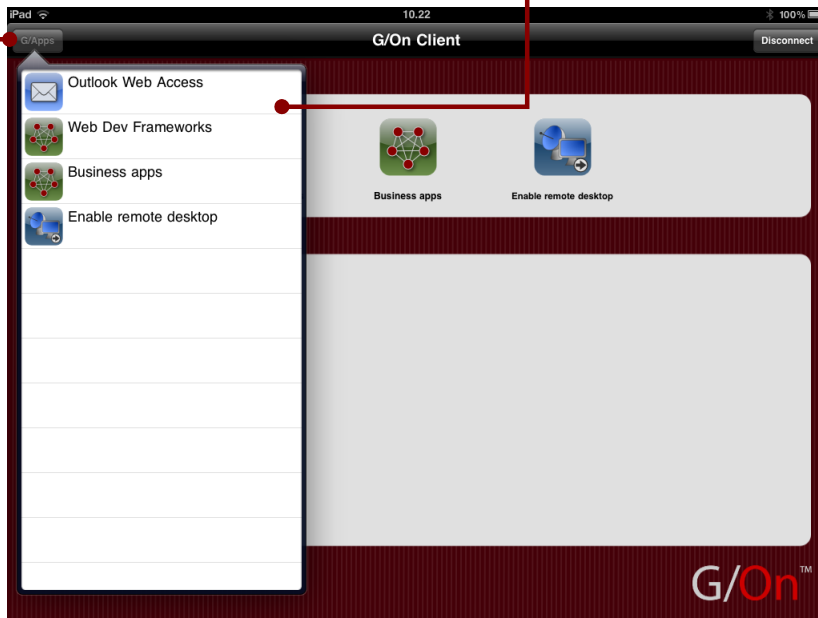 iPad 10.22 100%
G/Apps G/On Client Disconnect
Outlook Web Access
Web Dev Frameworks
Business apps
Enable remote desktop
Business apps Enable remote desktop
G/On™